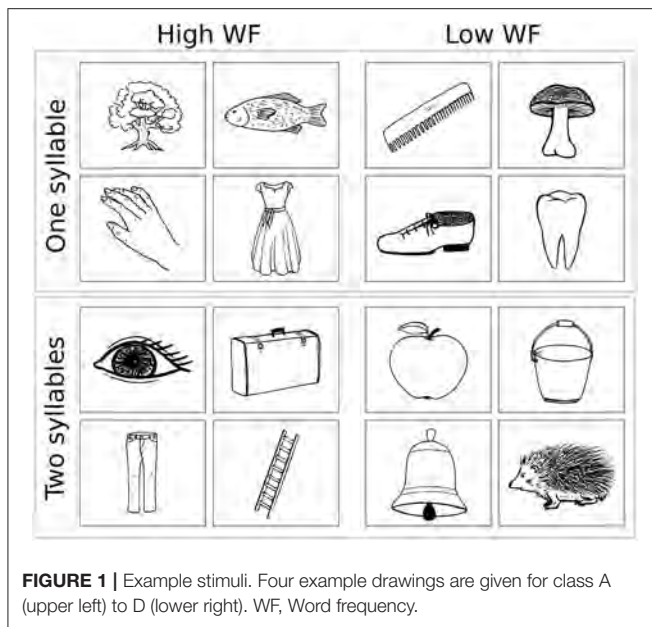 High WF
Low WF
One syllable
Two syllables
FIGURE 1 | Example stimuli. Four example drawings are given for class A
(upper left) to D (lower right). WF, Word frequency.